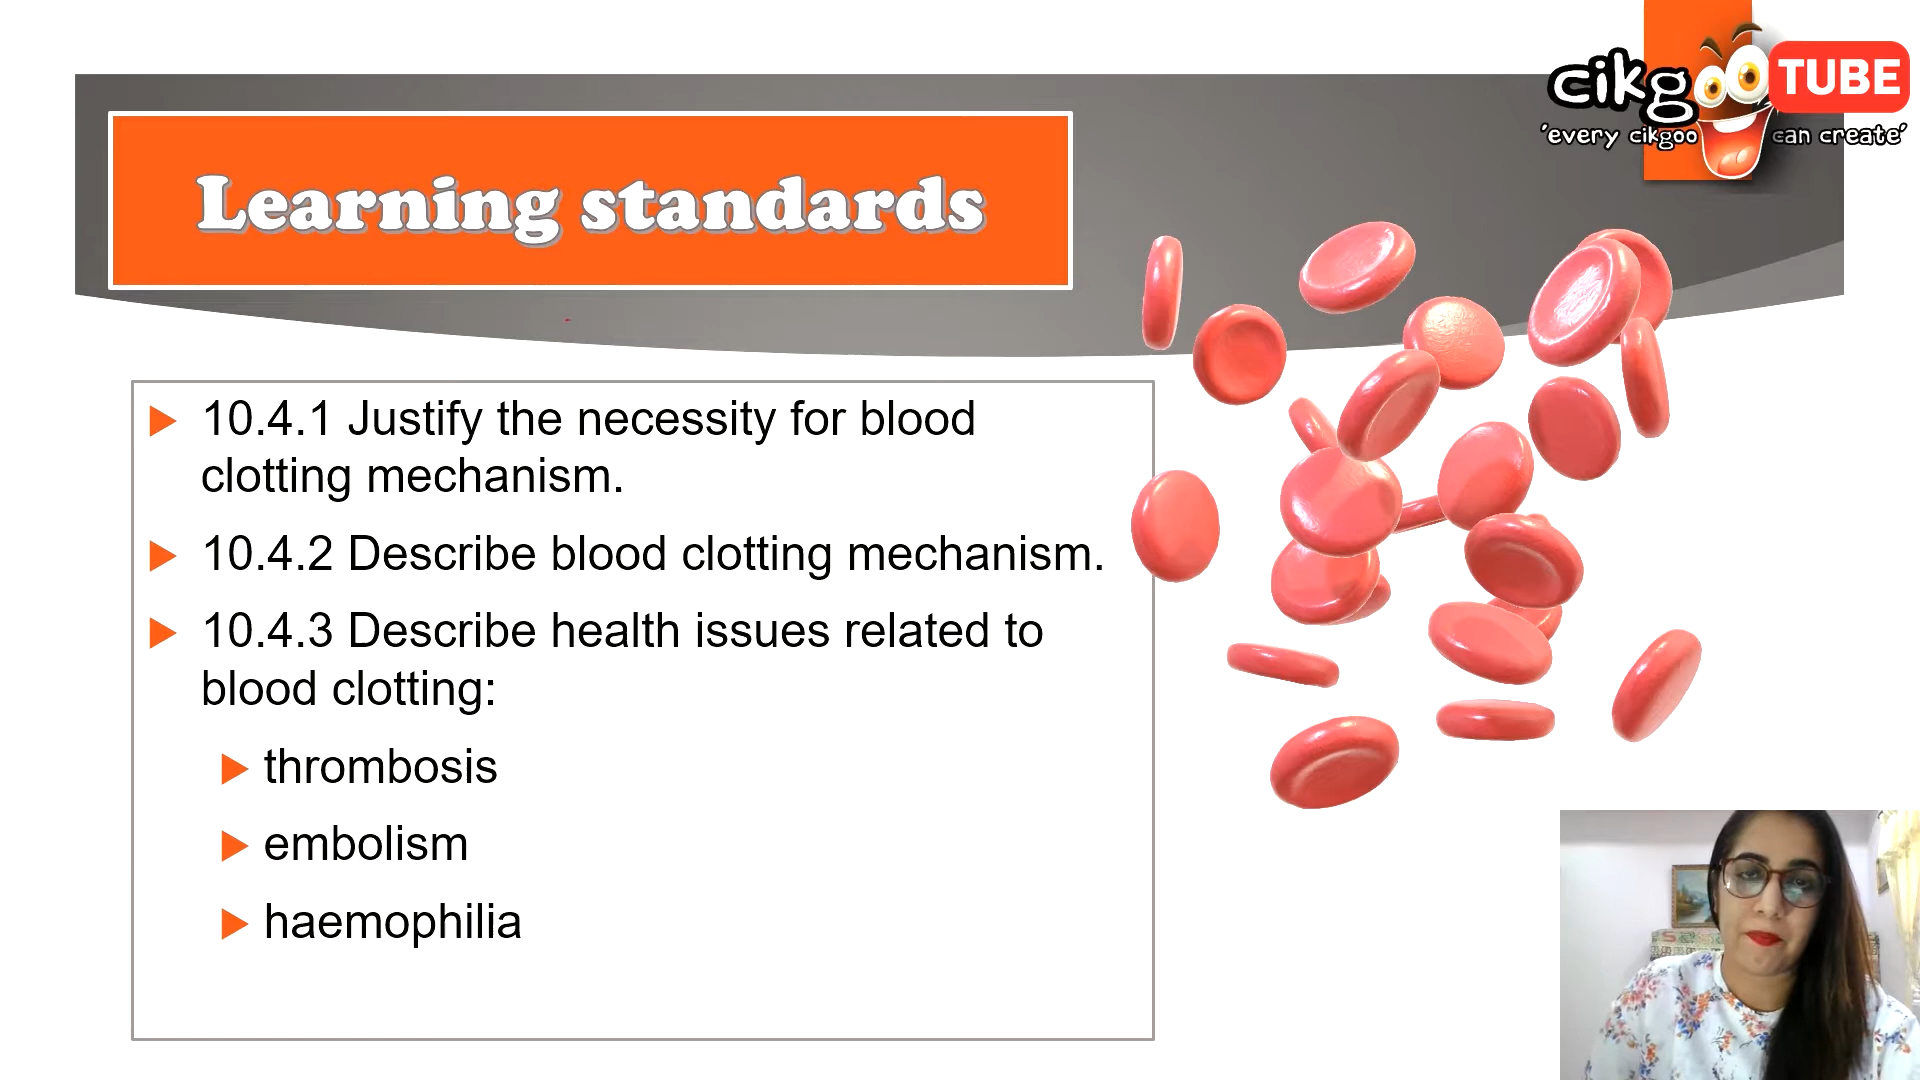 cikgoo TUBE
'every cikgoo can create'
Learning standards
10.4.1 Justify the necessity for blood
clotting mechanism.
10.4.2 Describe blood clotting mechanism.
10.4.3 Describe health issues related to
blood clotting:
thrombosis
embolism
haemophilia